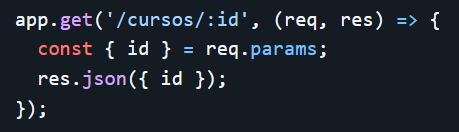 app.get('/cursos/:id', (req, res) => {
  const { id } = req.params;
  res.json({ id });
});